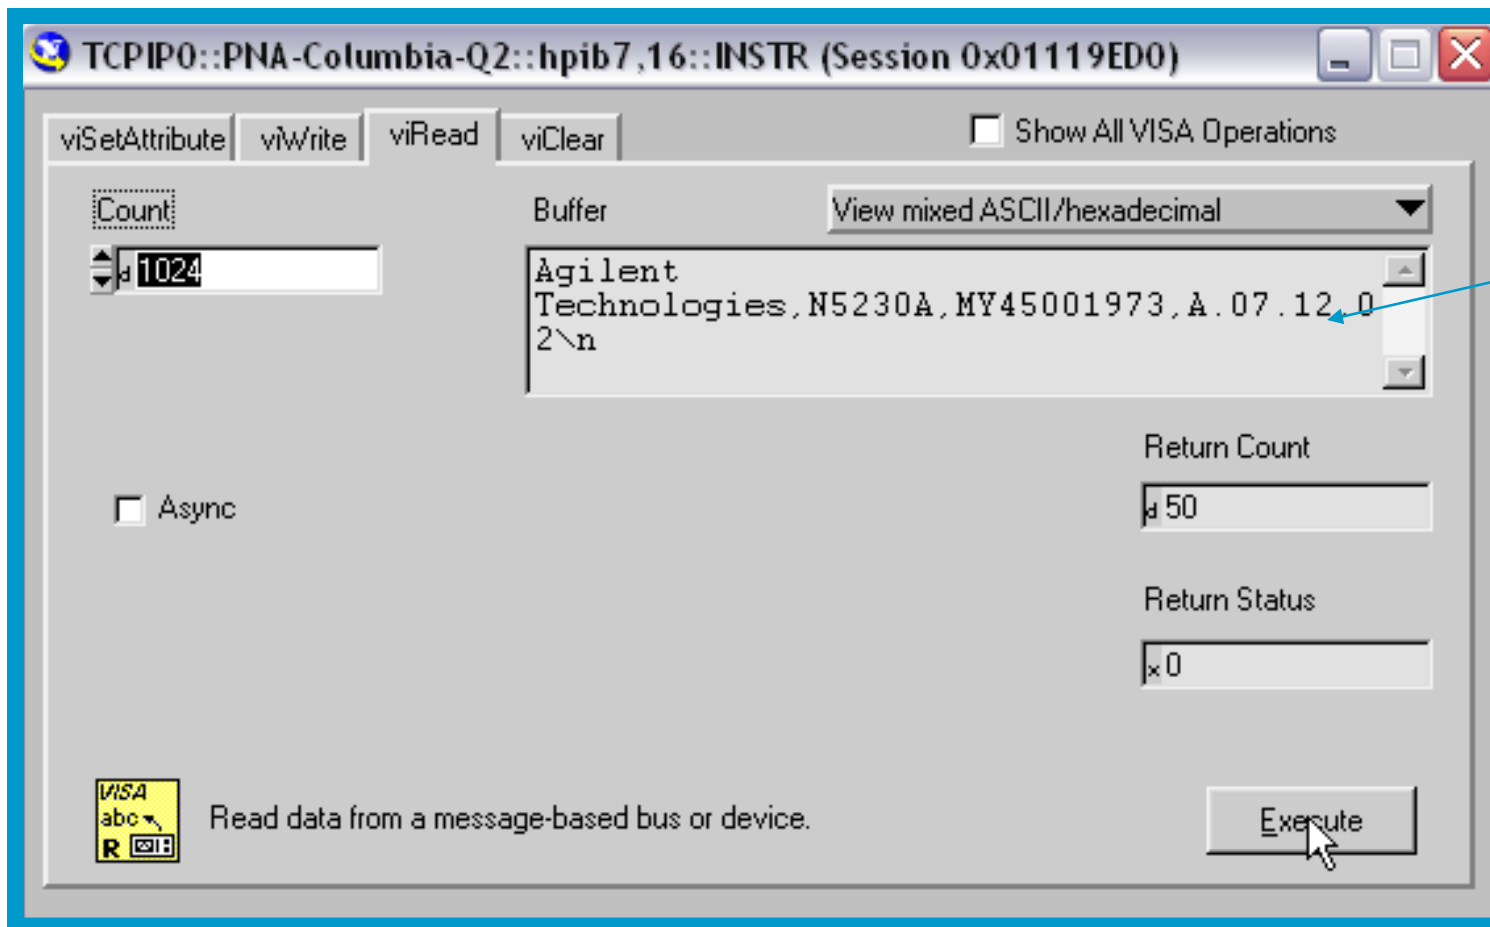 TCPIP0::PNA-Columbia-Q2::hpib7,16::INSTR (Session 0x01119ED0)
viSetAttribute viWrite viRead viClear
Show All VISA Operations
Count
Buffer
View mixed ASCII/hexadecimal
d 1024
Agilent
Technologies,N5230A,MY45001973,A.07.12.0
2\n
Return Count
d 50
Async
Return Status
x 0
VISA
abc
R
Read data from a message-based bus or device.
Execute